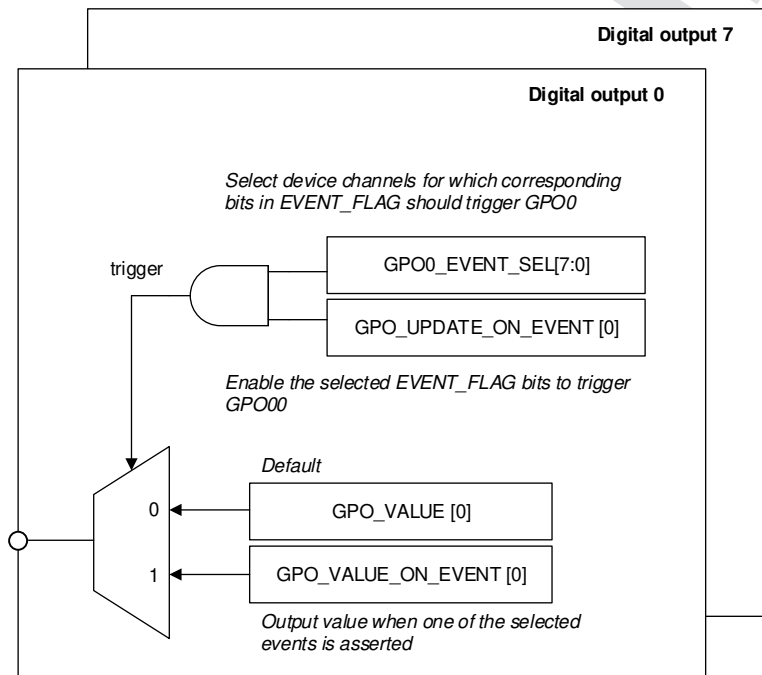 Digital output 7
Digital output 0
Select device channels for which corresponding
bits in EVENT_FLAG should trigger GPO0
trigger
GPO0_EVENT_SEL[7:0]
GPO_UPDATE_ON_EVENT [0]
Enable the selected EVENT_FLAG bits to trigger
GPO00
Default
0
GPO_VALUE [0]
1
GPO_VALUE_ON_EVENT [0]
Output value when one of the selected
events is asserted